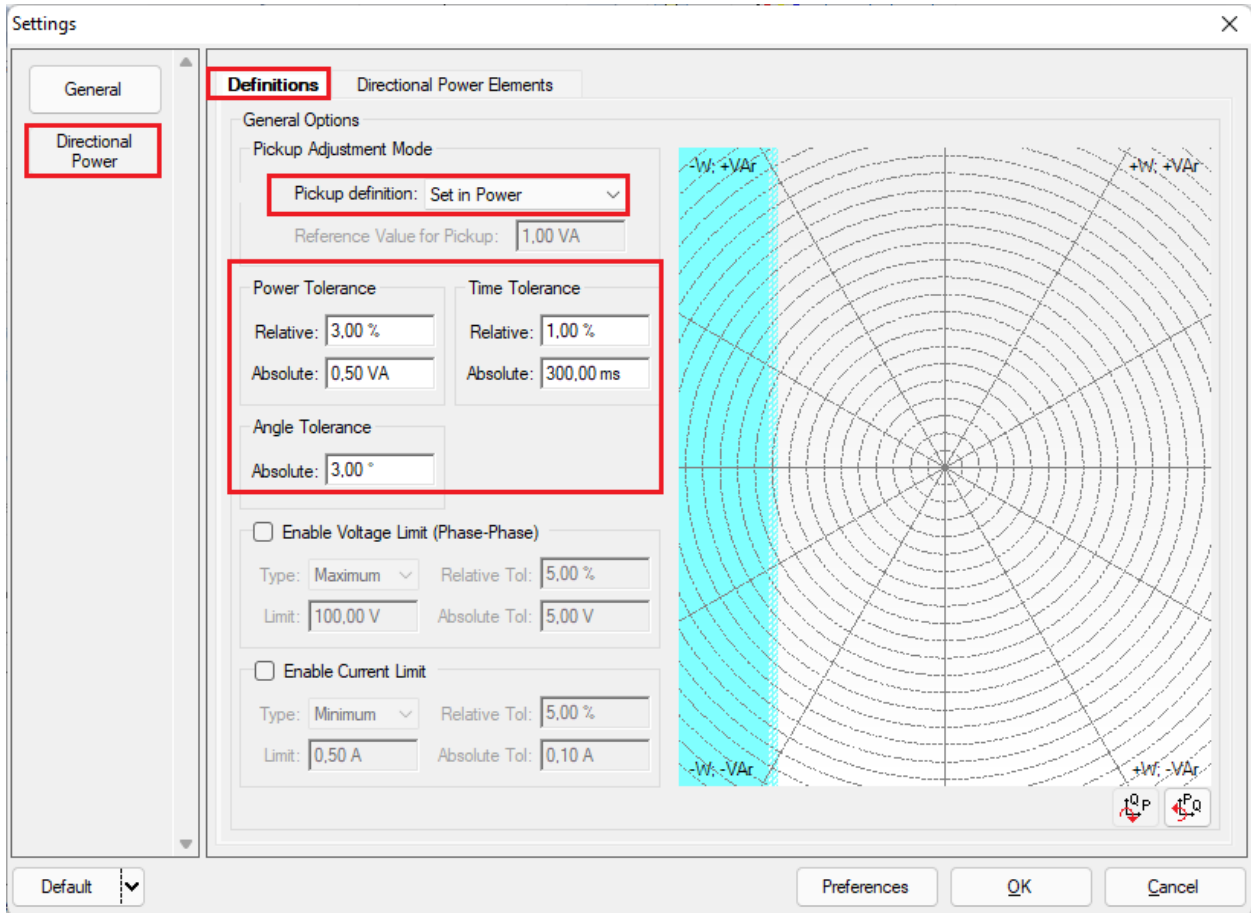 Settings
General
Directional
Power
Definitions
Directional Power Elements
General Options
Pickup Adjustment Mode
Pickup definition: Set in Power
Reference Value for Pickup: 1,00 VA
Power Tolerance
Relative: 3,00 %
Absolute: 0,50 VA
Time Tolerance
Relative: 1,00 %
Absolute: 300,00 ms
Angle Tolerance
Absolute: 3,00 °
Enable Voltage Limit (Phase-Phase)
Type: Maximum Relative Tol: 5,00 %
Limit: 100,00 V Absolute Tol: 5,00 V
Enable Current Limit
Type: Minimum Relative Tol: 5,00 %
Limit: 0,50 A Absolute Tol: 0,10 A
-W; +VAr
+W; +VAr
-W; -VAr
+W; -VAr
Q P
P Q
Default
Preferences
OK
Cancel